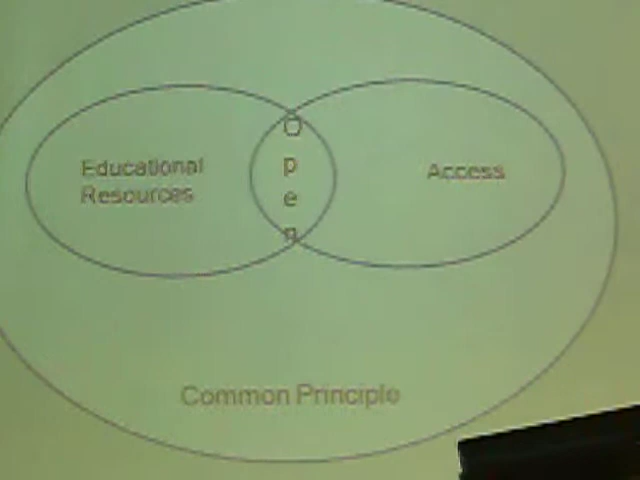 Educational
Resources
O
p
e
n
Access
Common Principle